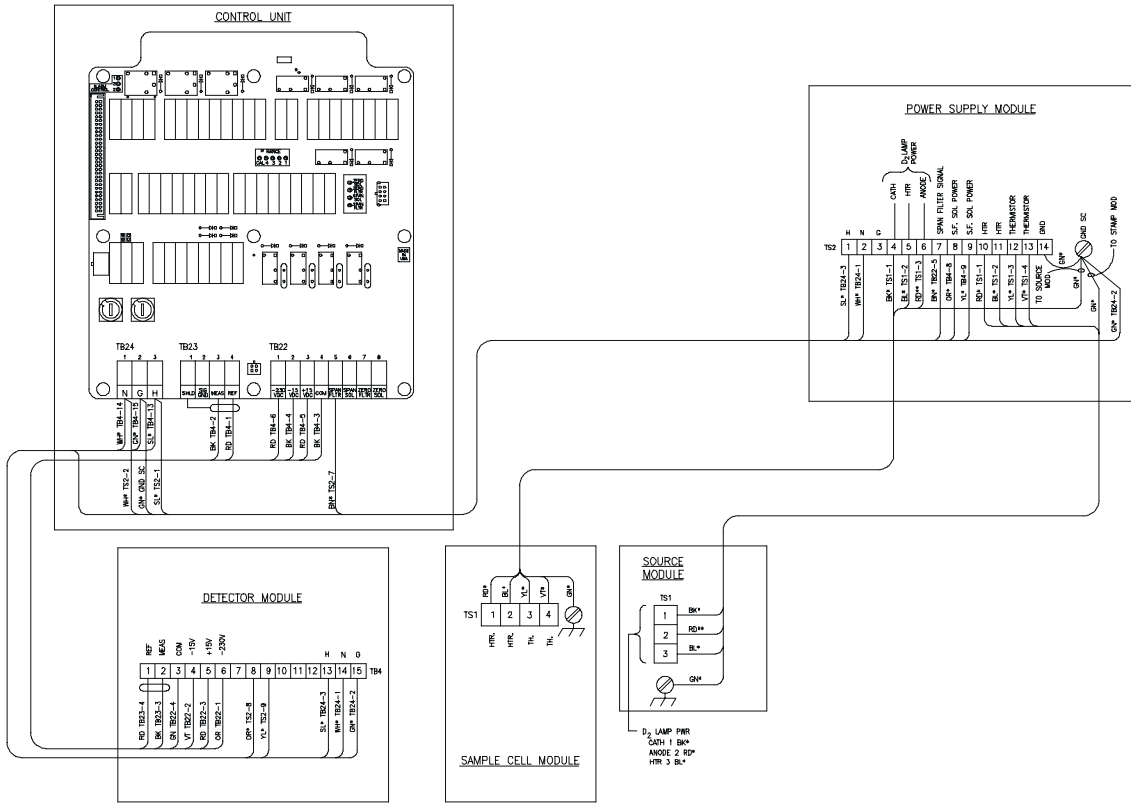 CONTROL UNIT
RANGE
CAL 4 3 2 1
TB24
TB23
TB22
1 2 3
1 2 3 4
1 2 3 4 5 6 7 8
N G H
SHLD
SIG GND
MEAS
REF
-230 VDC
-15 VDC
+15 VDC
COM
SPAN FLTR
SPAN SOL
ZERO FLTR
ZERO SOL
WH* TB4-14
GN* TB4-15
SL* TB4-13
BK TB4-2
RD TB4-1
RD TB4-6
BK TB4-4
RD TB4-5
BK TB4-3
WH* TS2-2
GN* GND SC
SL* TS2-1
BN* TS2-7
POWER SUPPLY MODULE
D2 LAMP POWER
CATH
HTR
ANODE
SPAN FILTER SIGNAL
S.F. SOL POWER
S.F. SOL POWER
HTR
HTR
THERMISTOR
THERMISTOR
GND
GND SC
TO STAMP MOD
H N G
TS2 1 2 3 4 5 6 7 8 9 10 11 12 13 14
SL* TB24-3
WH* TB24-1
BK* TS1-1
BL* TS1-2
RD** TS1-3
BN* TB22-5
OR* TB4-8
YL* TB4-9
RD* TS1-1
BL* TS1-2
YL* TS1-3
VT* TS1-4
TO SOURCE MOD.
GN*
GN*
GN*
GN* TB24-2
DETECTOR MODULE
REF
MEAS
COM
-15V
+15V
-230V
H N G
1 2 3 4 5 6 7 8 9 10 11 12 13 14 15 TB4
RD TB23-4
BK TB23-3
GN TB22-4
VT TB22-2
RD TB22-3
OR TB22-1
OR* TS2-8
YL* TS2-9
SL* TB24-3
WH* TB24-1
GN* TB24-2
RD*
BL*
YL*
VT*
GN*
TS1 1 2 3 4
HTR.
HTR.
TH.
TH.
SAMPLE CELL MODULE
SOURCE
MODULE
TS1
1 BK*
2 RD**
3 BL*
GN*
D2 LAMP PWR
CATH 1 BK*
ANODE 2 RD*
HTR 3 BL*